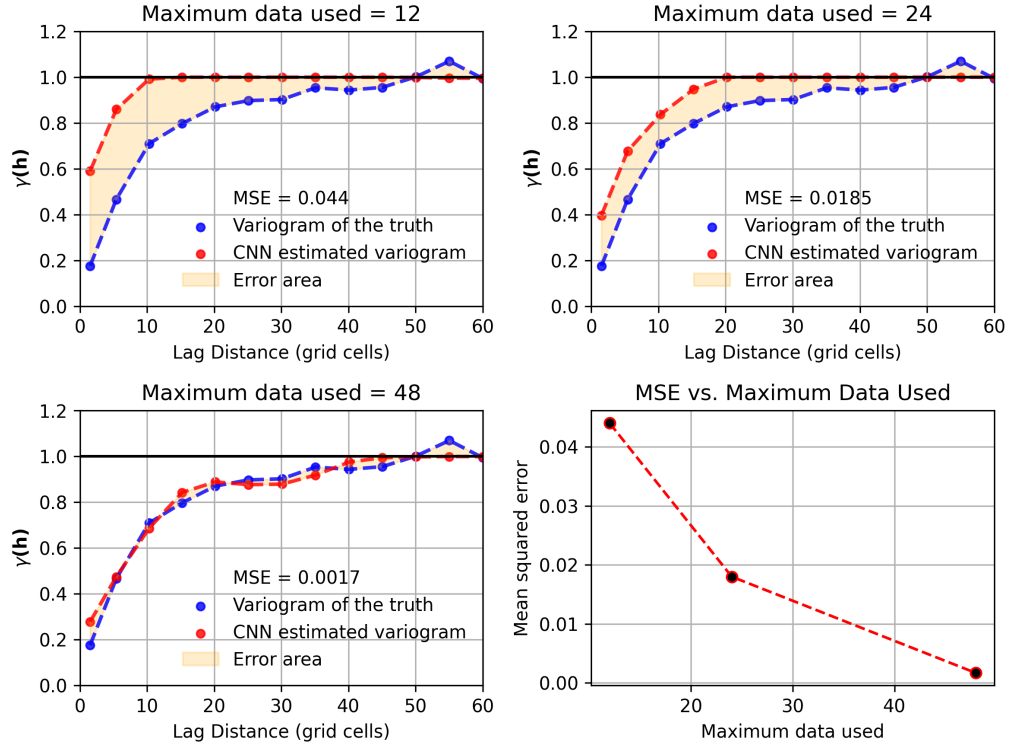 Maximum data used = 12
1.2
1.0
0.8
0.6
0.4
0.2
0.0
γ(h)
MSE = 0.044
Variogram of the truth
CNN estimated variogram
Error area
0 10 20 30 40 50 60
Lag Distance (grid cells)
Maximum data used = 24
1.2
1.0
0.8
0.6
0.4
0.2
0.0
γ(h)
MSE = 0.0185
Variogram of the truth
CNN estimated variogram
Error area
0 10 20 30 40 50 60
Lag Distance (grid cells)
Maximum data used = 48
1.2
1.0
0.8
0.6
0.4
0.2
0.0
γ(h)
MSE = 0.0017
Variogram of the truth
CNN estimated variogram
Error area
0 10 20 30 40 50 60
Lag Distance (grid cells)
MSE vs. Maximum Data Used
0.04
0.03
0.02
0.01
0.00
Mean squared error
20 30 40
Maximum data used